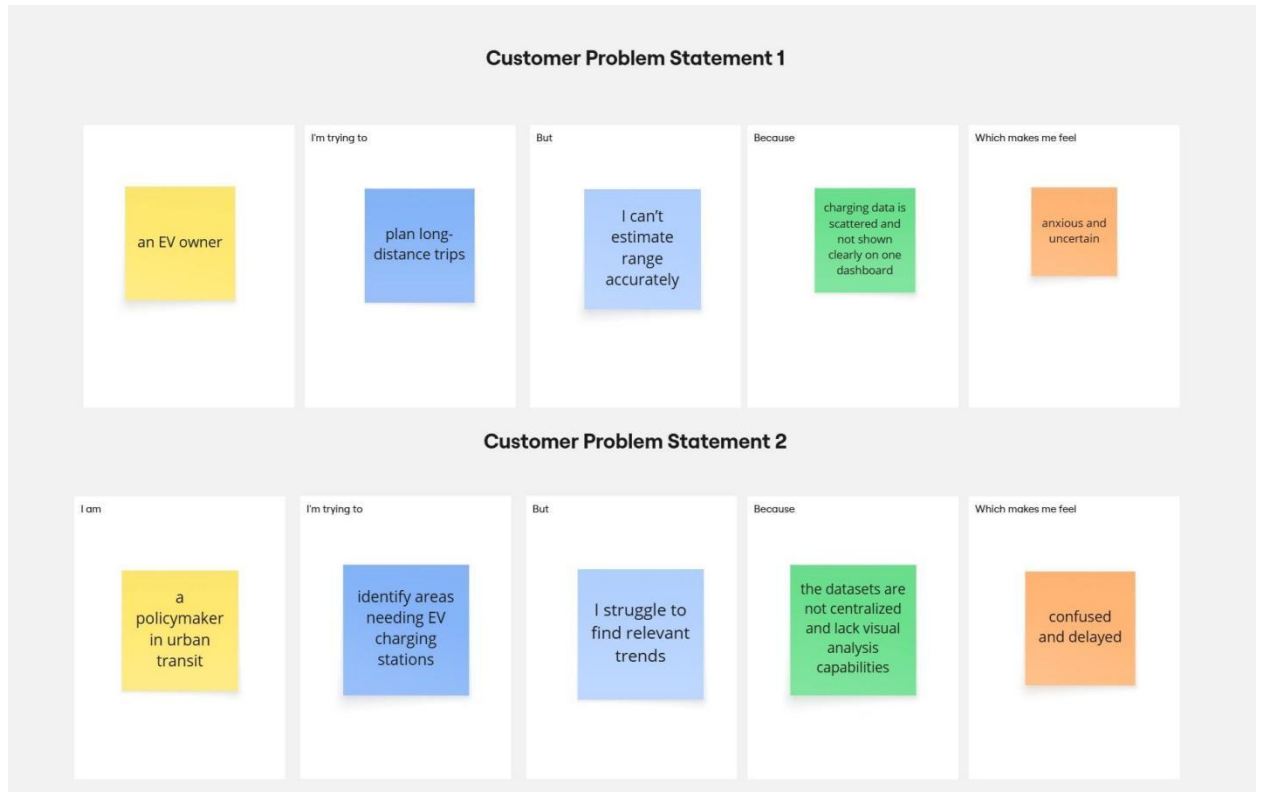 Customer Problem Statement 1
I'm trying to
But
Because
Which makes me feel
an EV owner
plan long-
distance trips
I can't
estimate
range
accurately
charging data is
scattered and
not shown
clearly on one
dashboard
anxious and
uncertain
Customer Problem Statement 2
I am
I'm trying to
But
Because
Which makes me feel
a
policymaker
in urban
transit
identify areas
needing EV
charging
stations
I struggle to
find relevant
trends
the datasets are
not centralized
and lack visual
analysis
capabilities
confused
and delayed